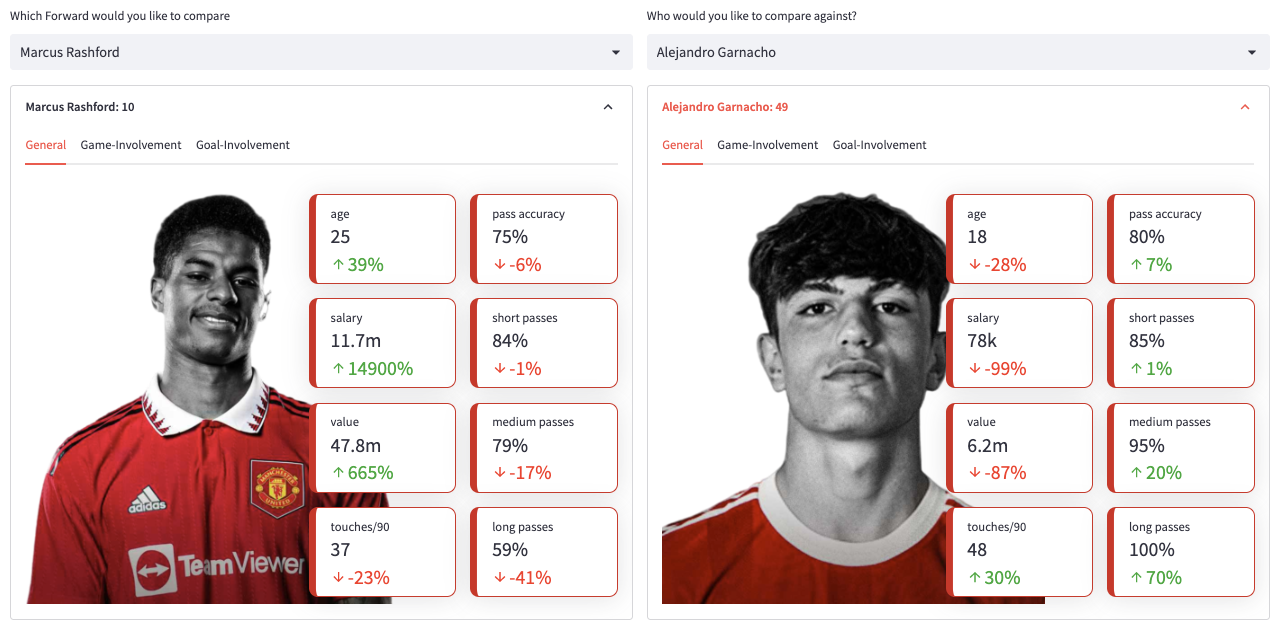 Which Forward would you like to compare
Marcus Rashford
Marcus Rashford: 10
General Game-Involvement Goal-Involvement
age
25
↑ 39%
pass accuracy
75%
↓ -6%
salary
11.7m
↑ 14900%
short passes
84%
↓ -1%
value
47.8m
↑ 665%
medium passes
79%
↓ -17%
touches/90
37
↓ -23%
long passes
59%
↓ -41%
MANCHESTER
UNITED
adidas
TeamViewer
Who would you like to compare against?
Alejandro Garnacho
Alejandro Garnacho: 49
General Game-Involvement Goal-Involvement
age
18
↓ -28%
pass accuracy
80%
↑ 7%
salary
78k
↓ -99%
short passes
85%
↑ 1%
value
6.2m
↓ -87%
medium passes
95%
↑ 20%
touches/90
48
↑ 30%
long passes
100%
↑ 70%